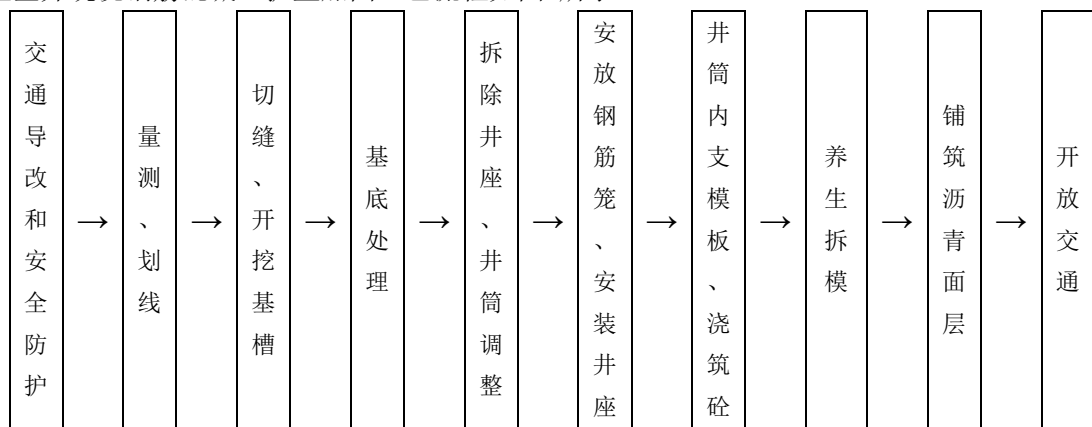 交通导改和安全防护
→
量测、划线
→
切缝、开挖基槽
→
基底处理
→
拆除井座、井筒调整
→
安放钢筋笼、安装井座
→
井筒内支模板、浇筑砼
→
养生拆模
→
铺筑沥青面层
→
开放交通